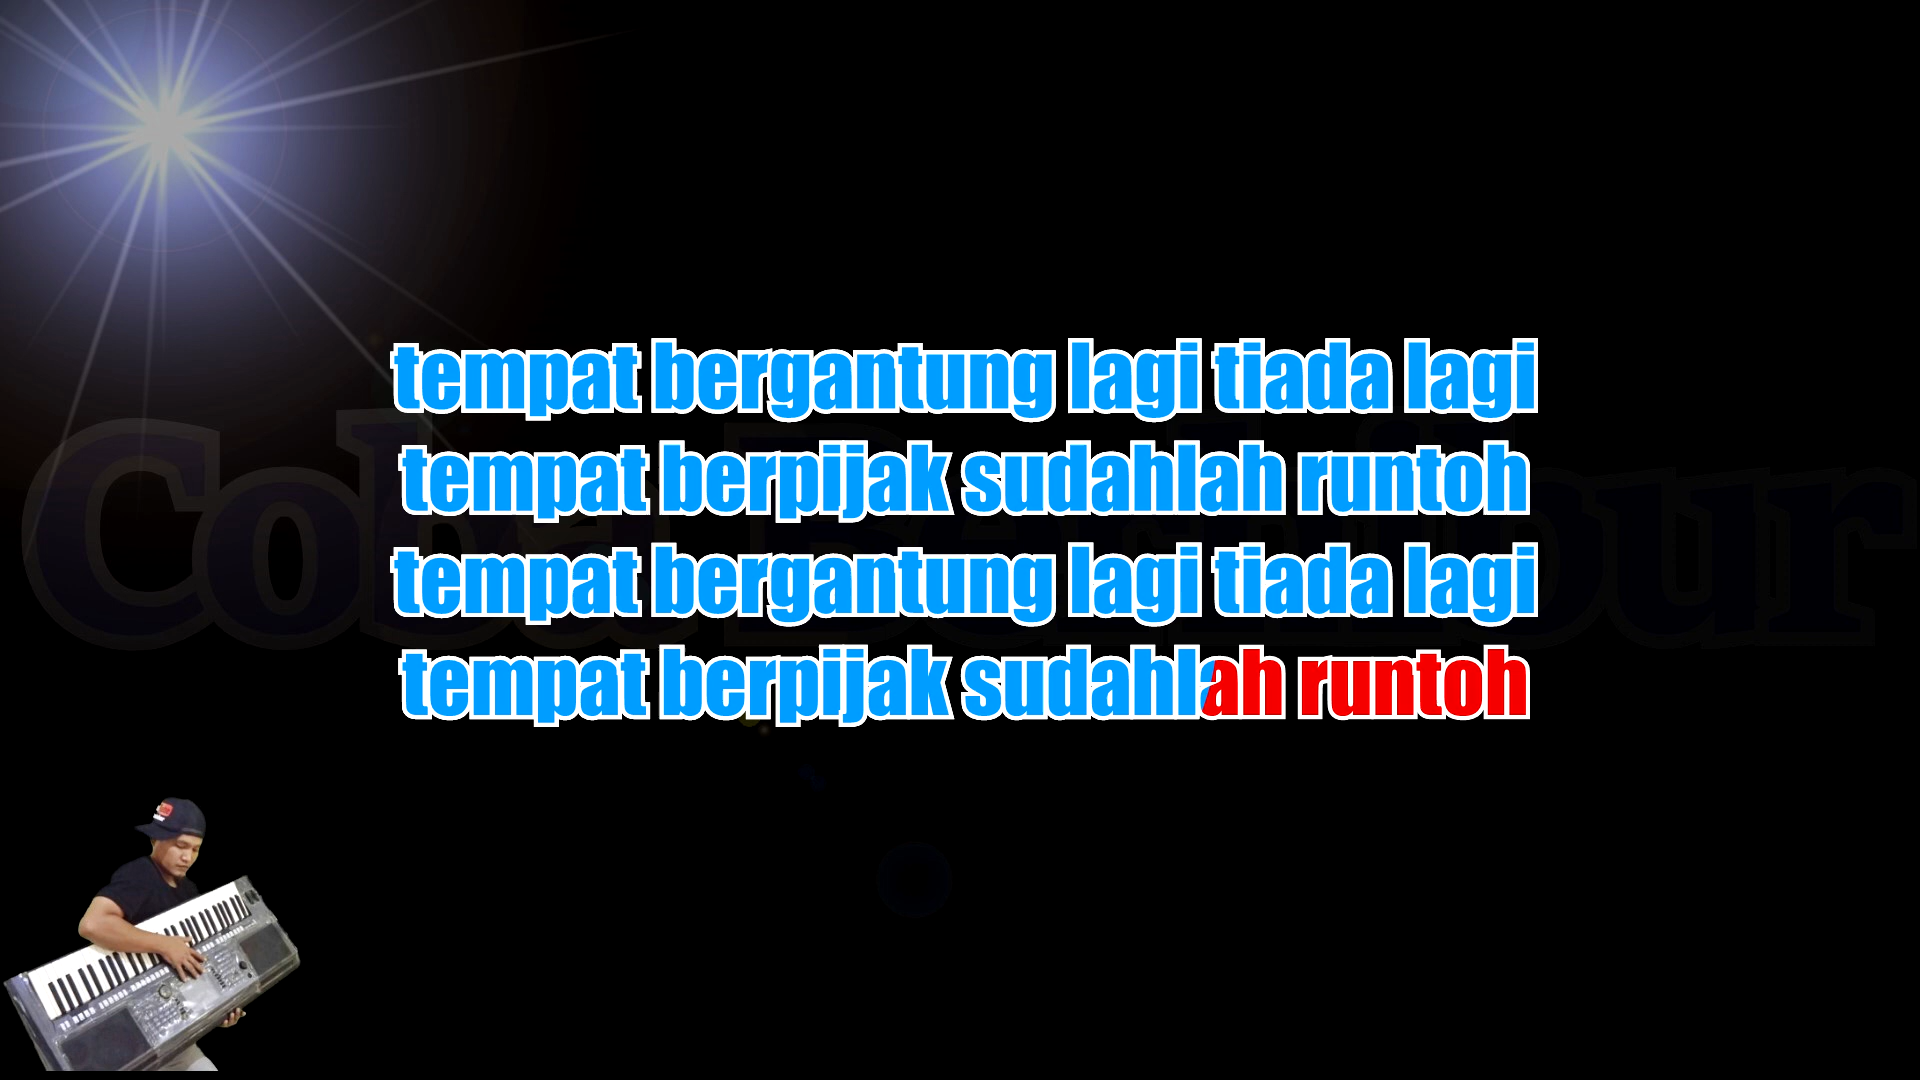 tempat bergantung lagi tiada lagi
tempat berpijak sudahlah runtoh
tempat bergantung lagi tiada lagi
tempat berpijak sudahlah runtoh